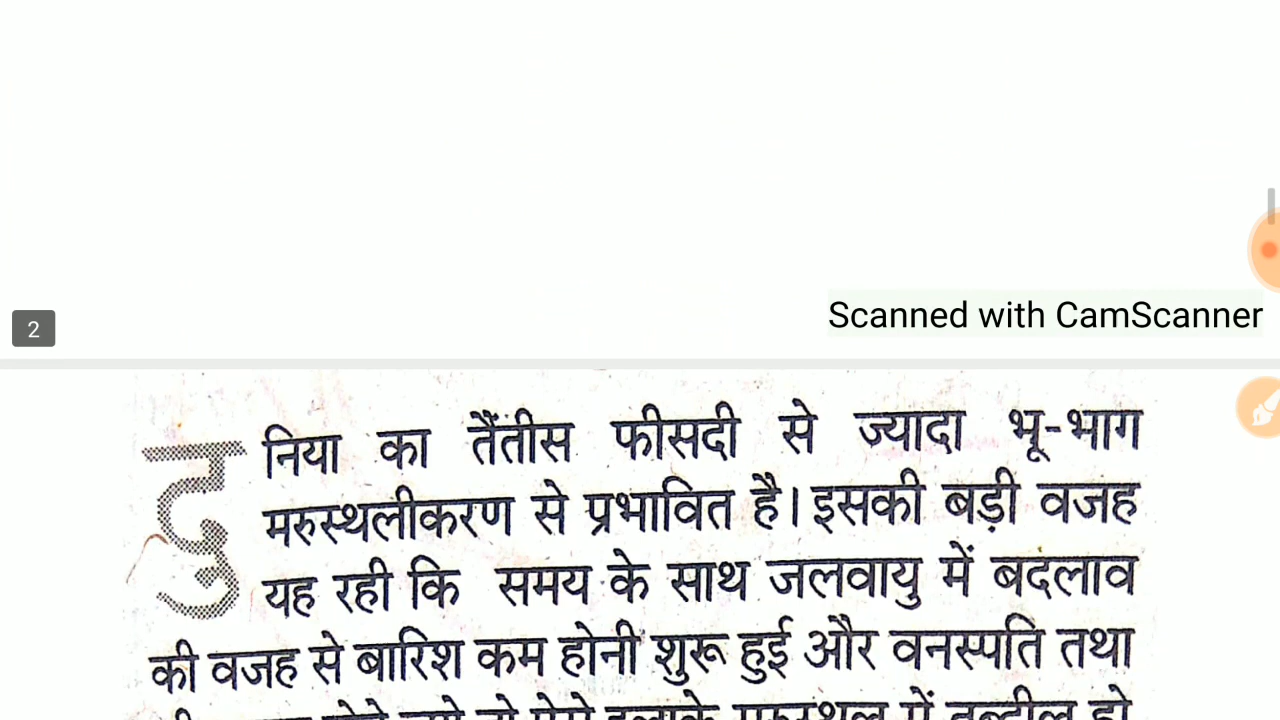 Scanned with CamScanner
2
दुनिया का तैंतीस फीसदी से ज्यादा भू-भाग
मरुस्थलीकरण से प्रभावित है। इसकी बड़ी वजह
यह रही कि समय के साथ जलवायु में बदलाव
की वजह से बारिश कम होनी शुरू हुई और वनस्पति तथा